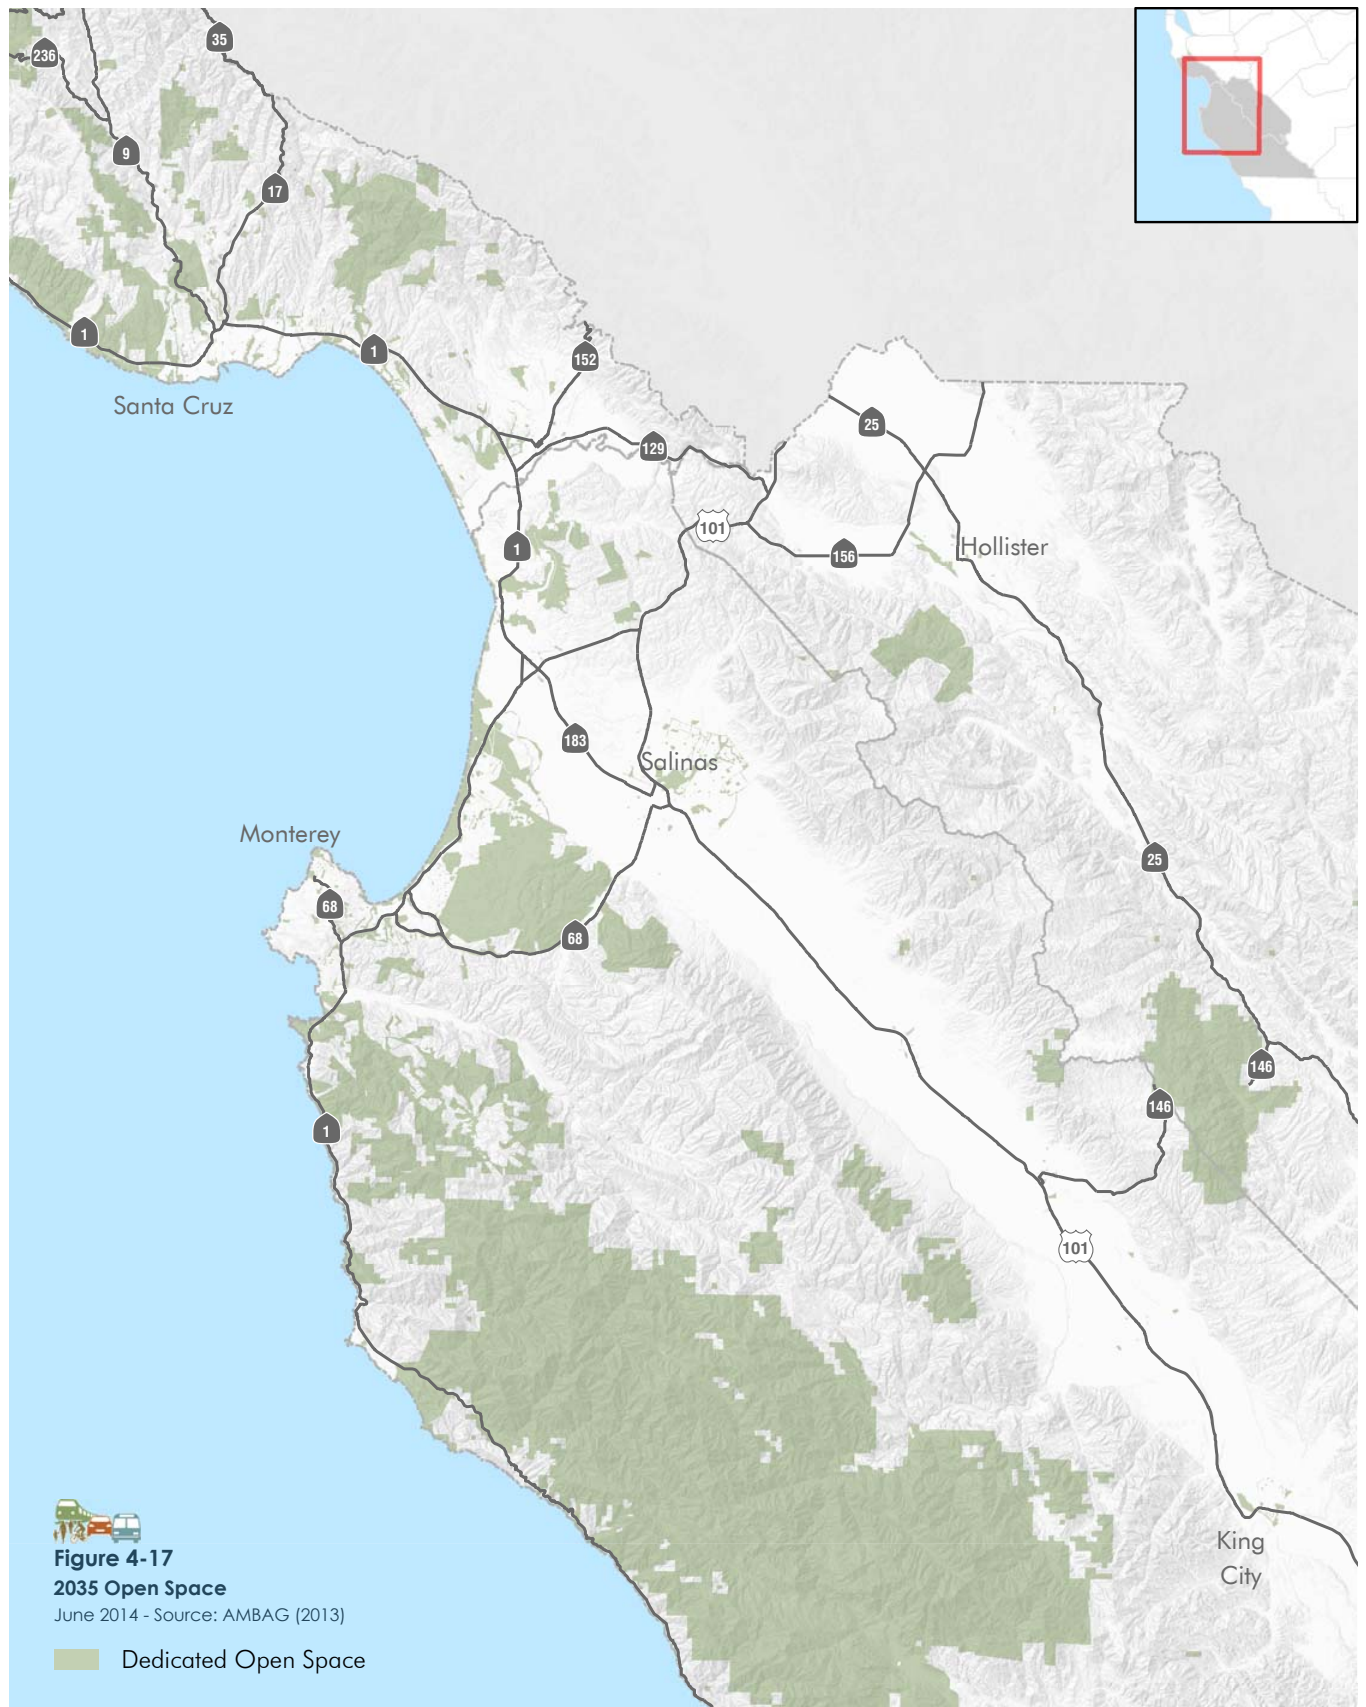 35
236
9
17
1
1
152
Santa Cruz
25
129
101
1
156
Hollister
183
Salinas
Monterey
25
68
68
146
146
1
101
King
City
Figure 4-17
2035 Open Space
June 2014 - Source: AMBAG (2013)
Dedicated Open Space